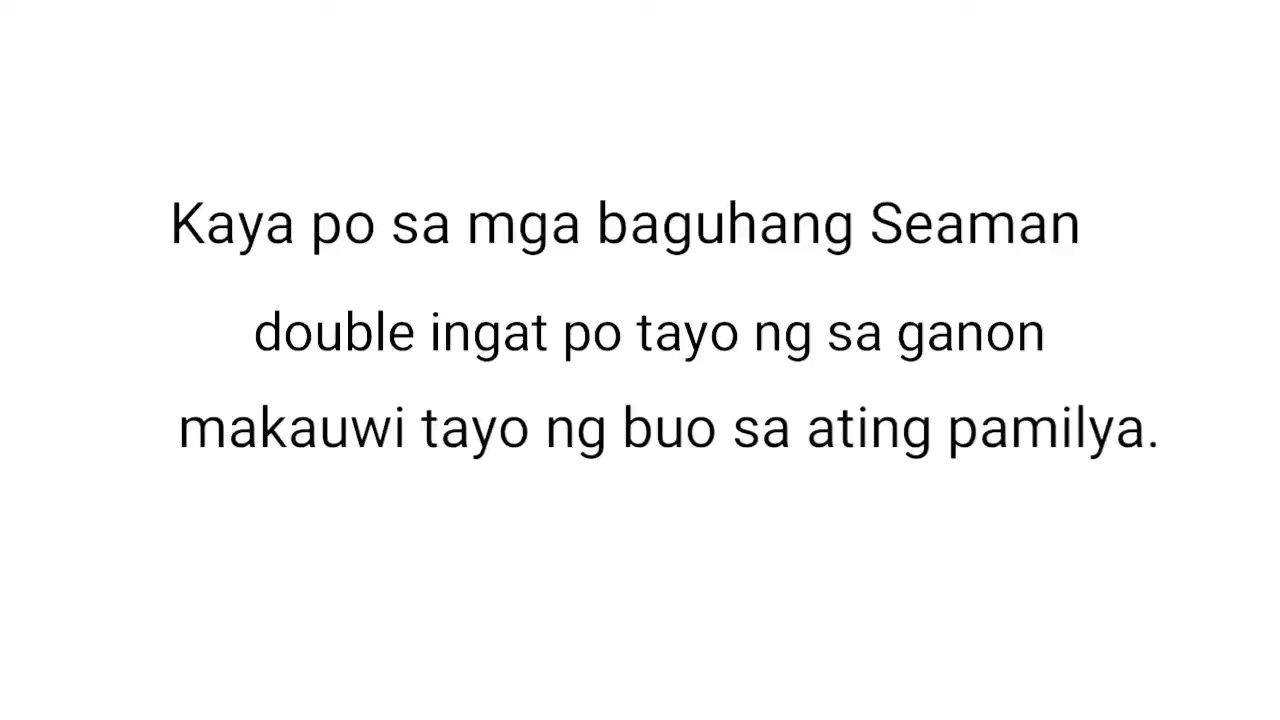 Kaya po sa mga baguhang Seaman
double ingat po tayo ng sa ganon
makauwi tayo ng buo sa ating pamilya.